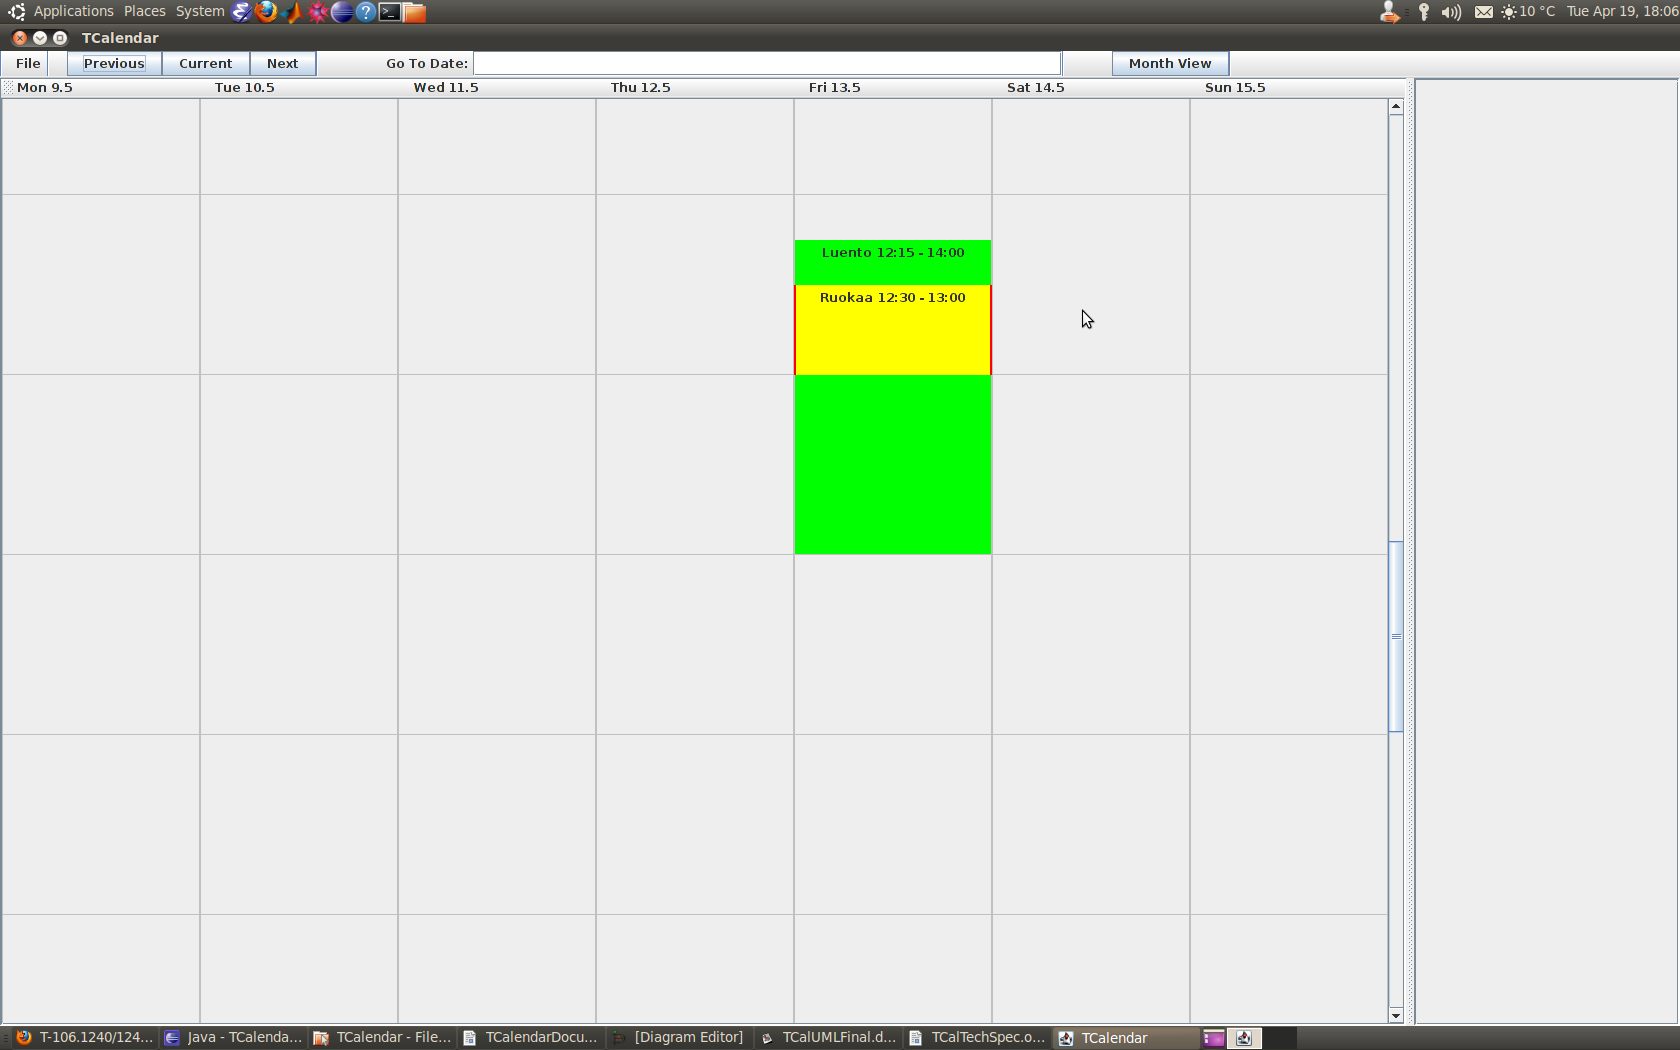 Applications Places System 10 °C Tue Apr 19, 18:06
TCalendar
File Previous Current Next Go To Date: Month View
Mon 9.5 Tue 10.5 Wed 11.5 Thu 12.5 Fri 13.5 Sat 14.5 Sun 15.5
Luento 12:15 - 14:00
Ruokaa 12:30 - 13:00
T-106.1240/124... Java - TCalenda... TCalendar - File... TCalendarDocu... [Diagram Editor] TCalUMLFinal.d... TCalTechSpec.o... TCalendar